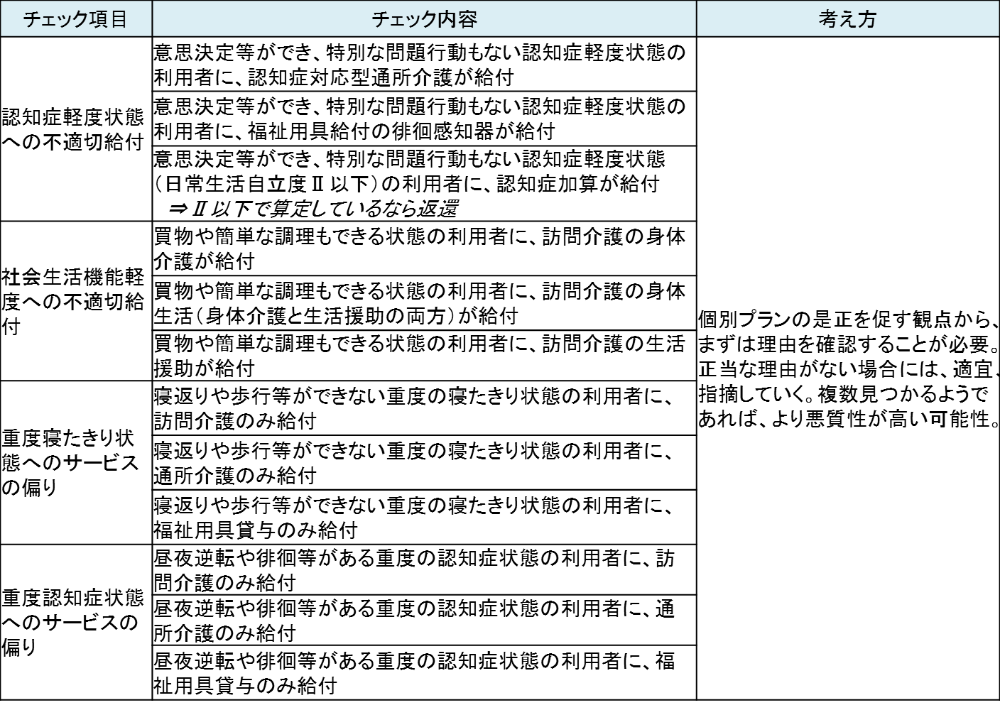 チェック項目
チェック内容
考え方
認知症軽度状態
への不適切給付
意思決定等ができ、特別な問題行動もない認知症軽度状態の
利用者に、認知症対応型通所介護が給付
意思決定等ができ、特別な問題行動もない認知症軽度状態の
利用者に、福祉用具給付の徘徊感知器が給付
意思決定等ができ、特別な問題行動もない認知症軽度状態
（日常生活自立度Ⅱ以下）の利用者に、認知症加算が給付
⇒Ⅱ以下で算定しているなら返還
社会生活機能軽
度への不適切給
付
買物や簡単な調理もできる状態の利用者に、訪問介護の身体
介護が給付
買物や簡単な調理もできる状態の利用者に、訪問介護の身体
生活（身体介護と生活援助の両方）が給付
買物や簡単な調理もできる状態の利用者に、訪問介護の生活
援助が給付
重度寝たきり状
態へのサービス
の偏り
寝返りや歩行等ができない重度の寝たきり状態の利用者に、
訪問介護のみ給付
寝返りや歩行等ができない重度の寝たきり状態の利用者に、
通所介護のみ給付
寝返りや歩行等ができない重度の寝たきり状態の利用者に、
福祉用具貸与のみ給付
重度認知症状態
へのサービスの
偏り
昼夜逆転や徘徊等がある重度の認知症状態の利用者に、訪
問介護のみ給付
昼夜逆転や徘徊等がある重度の認知症状態の利用者に、通
所介護のみ給付
昼夜逆転や徘徊等がある重度の認知症状態の利用者に、福
祉用具貸与のみ給付
個別プランの是正を促す観点から、
まずは理由を確認することが必要。
正当な理由がない場合には、適宜、
指摘していく。複数見つかるようで
あれば、より悪質性が高い可能性。